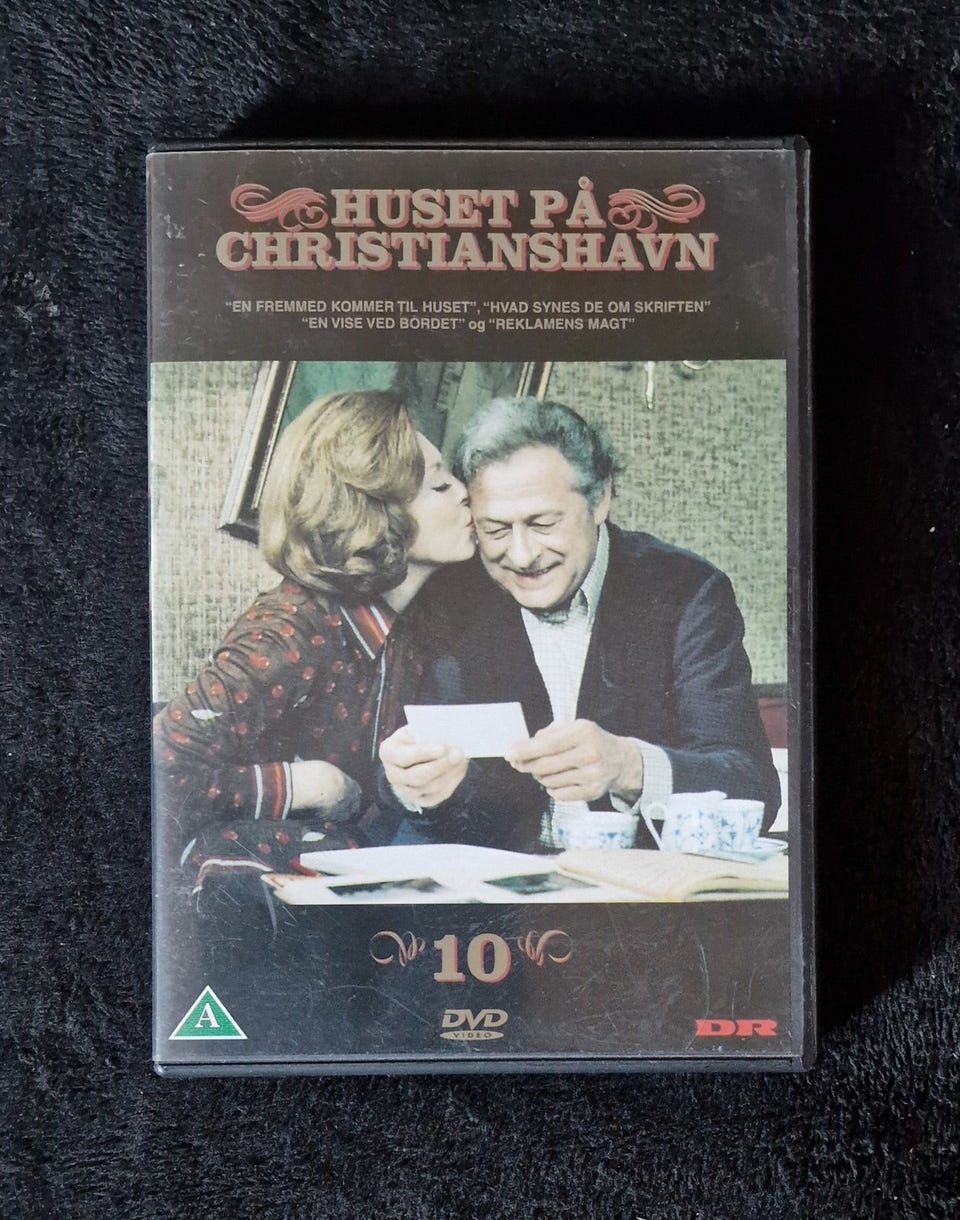 HUSET PÅ
CHRISTIANSHAVN
"EN FREMMED KOMMER TIL HUSET", "HVAD SYNES DE OM SKRIFTEN"
"EN VISE VED BORDET" og "REKLAMENS MAGT"
10
A
DVD
VIDEO
DR